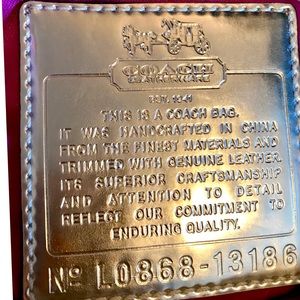 COACH
LEATHERWARE
EST. 1941
THIS IS A COACH BAG.
IT WAS HANDCRAFTED IN CHINA
FROM THE FINEST MATERIALS AND
TRIMMED WITH GENUINE LEATHER.
ITS SUPERIOR CRAFTSMANSHIP
AND ATTENTION TO DETAIL
REFLECT OUR COMMITMENT TO
ENDURING QUALITY.
No L0868-13186